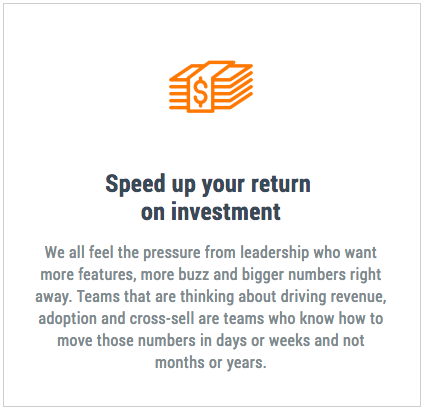 $
Speed up your return
on investment
We all feel the pressure from leadership who want
more features, more buzz and bigger numbers right
away. Teams that are thinking about driving revenue,
adoption and cross-sell are teams who know how to
move those numbers in days or weeks and not
months or years.